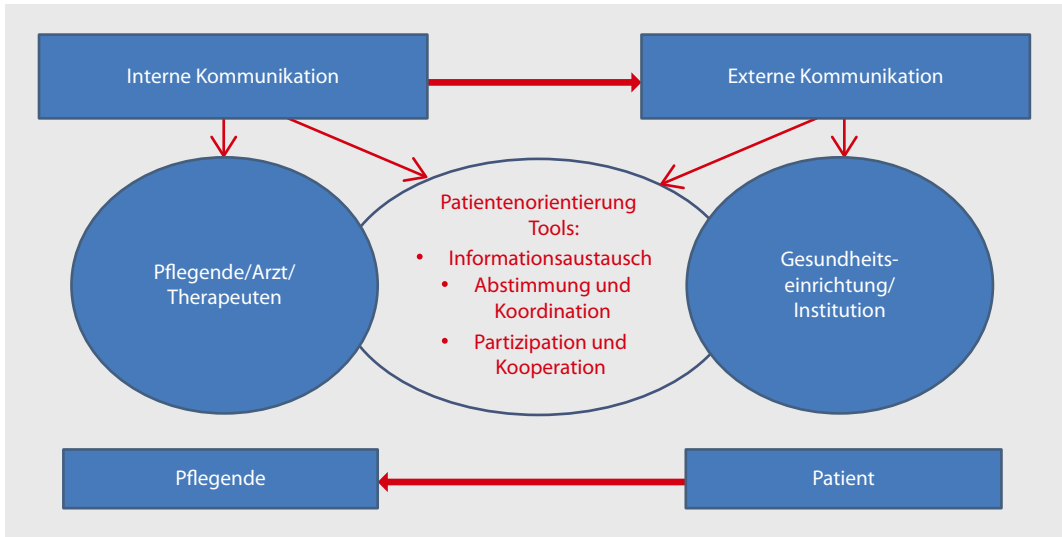 Interne Kommunikation
Externe Kommunikation
Pflegende/Arzt/
Therapeuten
Patientenorientierung
Tools:
• Informationsaustausch
• Abstimmung und
Koordination
• Partizipation und
Kooperation
Gesundheits-
einrichtung/
Institution
Pflegende
Patient